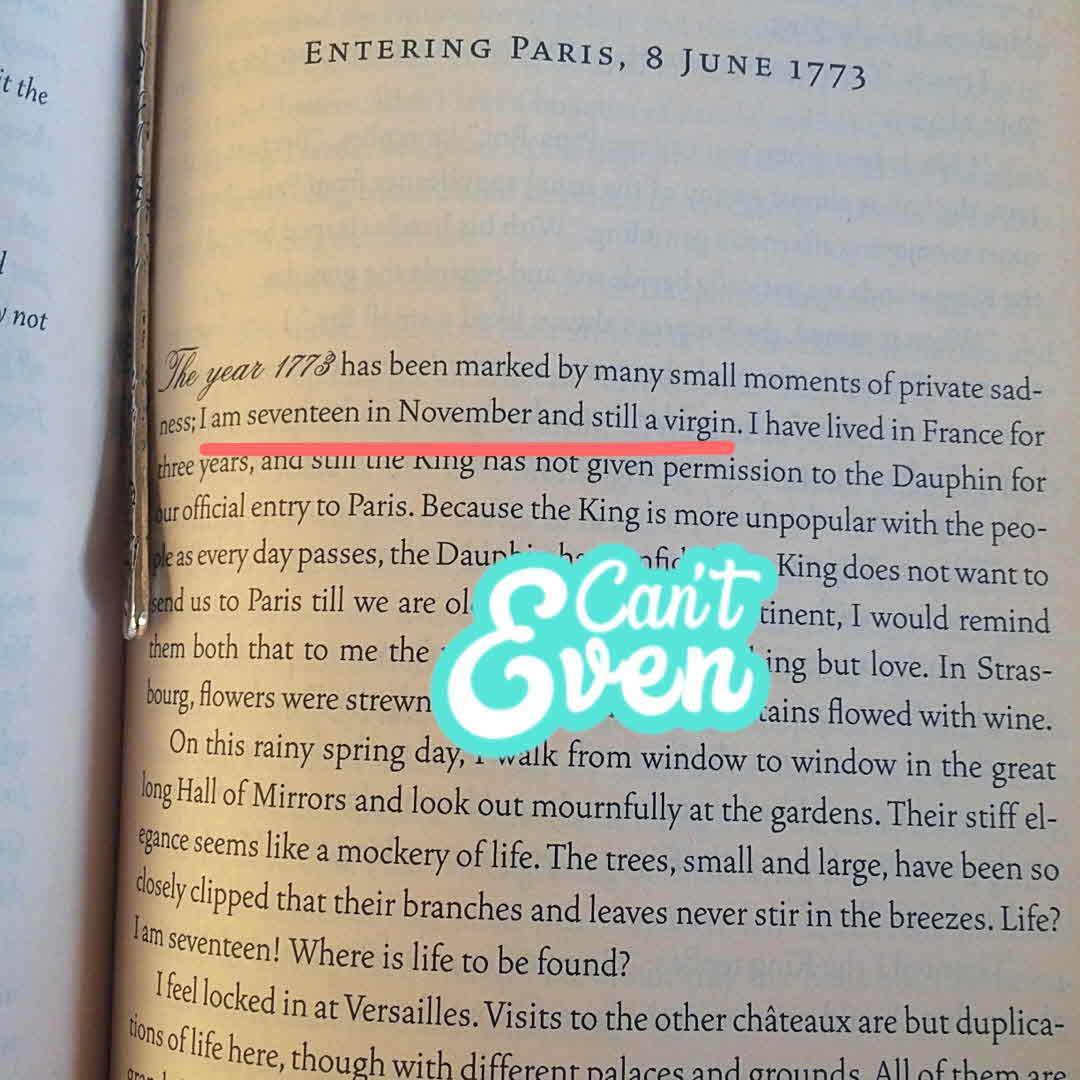 it the
not
ENTERING PARIS, 8 JUNE 1773
The year 1773 has been marked by many small moments of private sad-
ness; I am seventeen in November and still a virgin. I have lived in France for
three years, and still the King has not given permission to the Dauphin for
our official entry to Paris. Because the King is more unpopular with the peo-
ple as every day passes, the King does not want to
send us to Paris till we are I would remind
them both that to me the but love. In Stras-
bourg, flowers were strewn flowed with wine.
Can't
Even
On this rainy spring day, I walk from window to window in the great
long Hall of Mirrors and look out mournfully at the gardens. Their stiff el-
egance seems like a mockery of life. The trees, small and large, have been so
closely clipped that their branches and leaves never stir in the breezes. Life?
I am seventeen! Where is life to be found?
I feel locked in at Versailles. Visits to the other châteaux are but duplica-
tions of life here, though with different palaces and grounds. All of them are